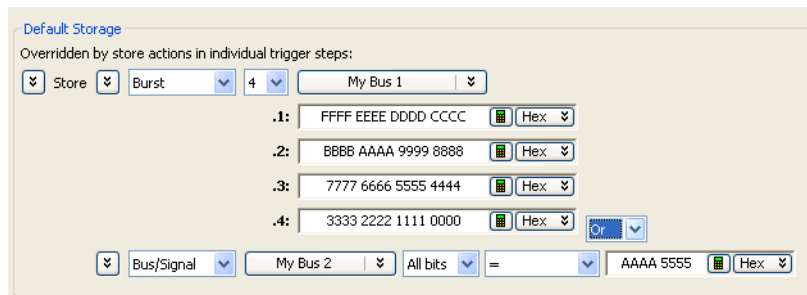 Default Storage
Overridden by store actions in individual trigger steps:
Store Burst 4 My Bus 1
.1: FFFF EEEE DDDD CCCC Hex
.2: BBBB AAAA 9999 8888 Hex
.3: 7777 6666 5555 4444 Hex
.4: 3333 2222 1111 0000 Hex Or
Bus/Signal My Bus 2 All bits = AAAA 5555 Hex